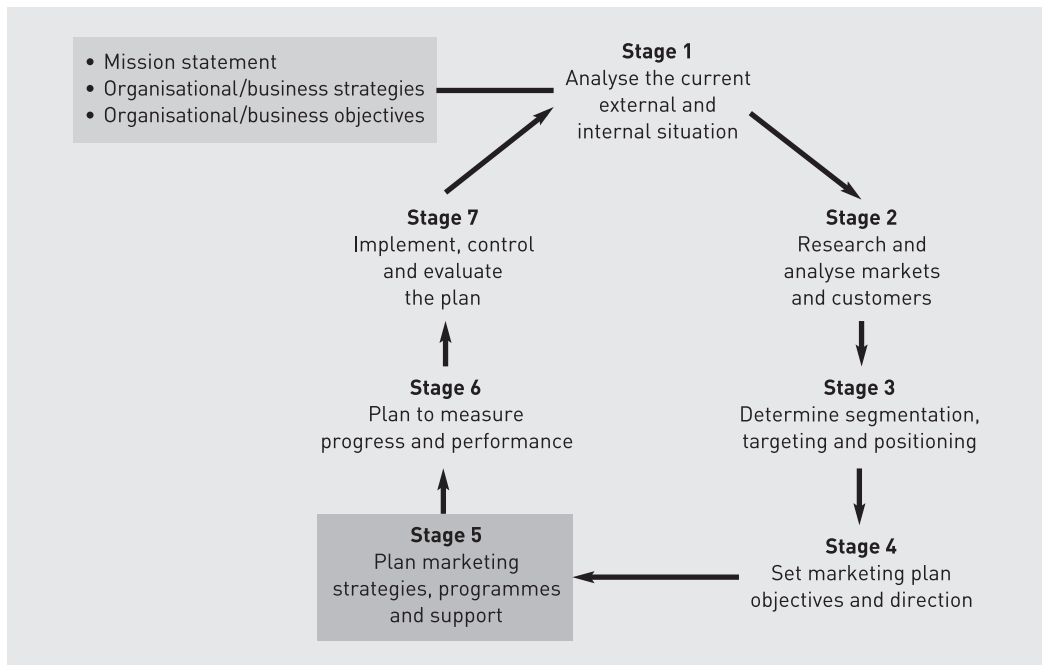 • Mission statement
• Organisational/business strategies
• Organisational/business objectives
Stage 1
Analyse the current
external and
internal situation
Stage 2
Research and
analyse markets
and customers
Stage 3
Determine segmentation,
targeting and positioning
Stage 4
Set marketing plan
objectives and direction
Stage 5
Plan marketing
strategies, programmes
and support
Stage 6
Plan to measure
progress and performance
Stage 7
Implement, control
and evaluate
the plan